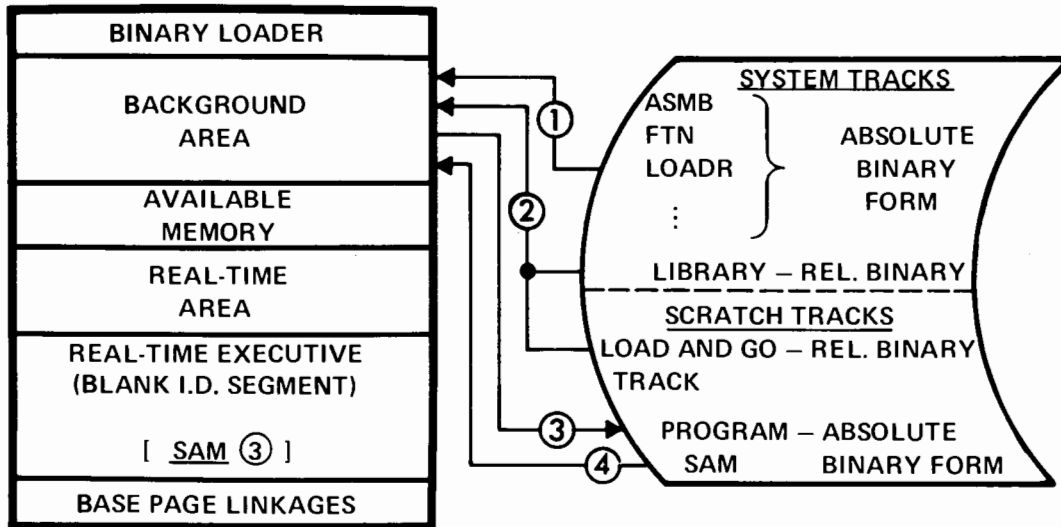 BINARY LOADER
BACKGROUND
AREA
AVAILABLE
MEMORY
REAL-TIME
AREA
REAL-TIME EXECUTIVE
(BLANK I.D. SEGMENT)
[ SAM ③ ]
BASE PAGE LINKAGES
①
②
③
④
SYSTEM TRACKS
ASMB
FTN
LOADR
⋮
ABSOLUTE
BINARY
FORM
LIBRARY – REL. BINARY
SCRATCH TRACKS
LOAD AND GO – REL. BINARY
TRACK
PROGRAM – ABSOLUTE
SAM BINARY FORM